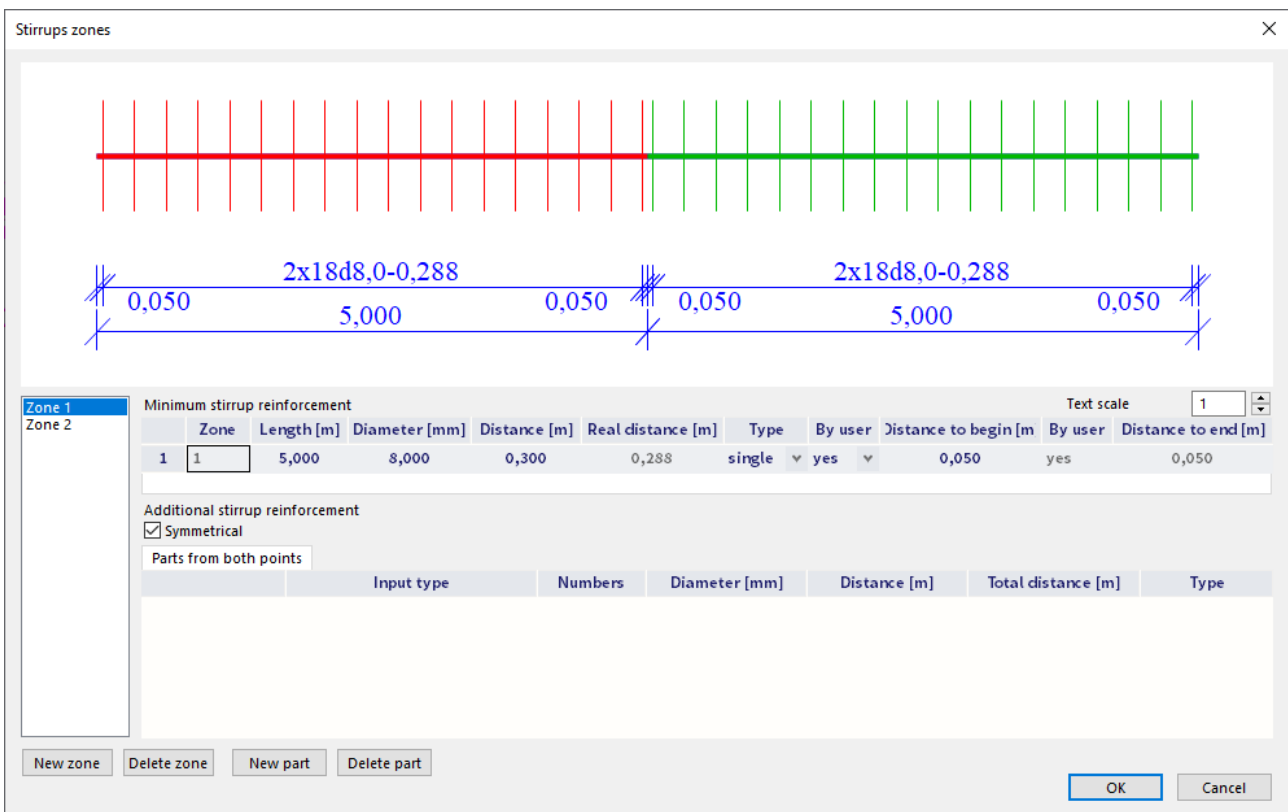 Stirrups zones
2x18d8,0-0,288 2x18d8,0-0,288
0,050 0,050 0,050 0,050
5,000 5,000
Zone 1
Zone 2
Minimum stirrup reinforcement Text scale 1
Zone Length [m] Diameter [mm] Distance [m] Real distance [m] Type By user Distance to begin [m By user Distance to end [m]
1 1 5,000 8,000 0,300 0,288 single yes 0,050 yes 0,050
Additional stirrup reinforcement
Symmetrical
Parts from both points
Input type Numbers Diameter [mm] Distance [m] Total distance [m] Type
New zone Delete zone New part Delete part
OK Cancel